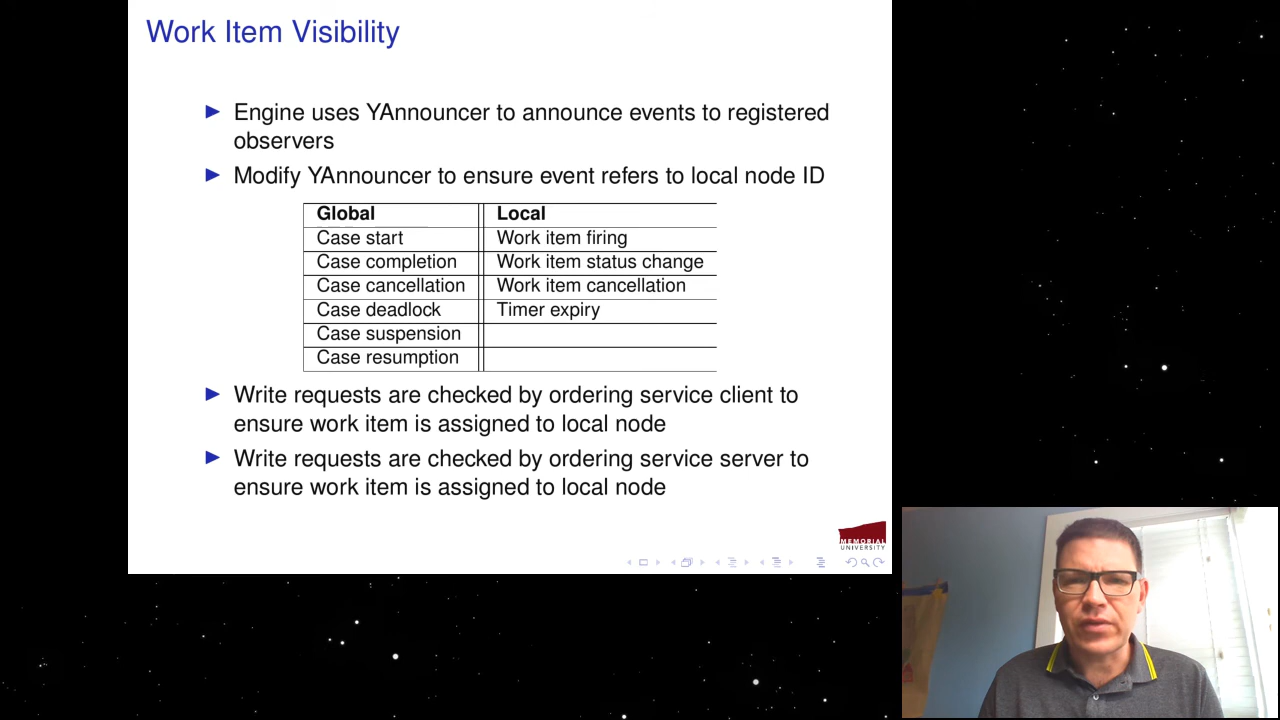 Work Item Visibility
Engine uses YAnnouncer to announce events to registered
observers
Modify YAnnouncer to ensure event refers to local node ID
Global Local
Case start Work item firing
Case completion Work item status change
Case cancellation Work item cancellation
Case deadlock Timer expiry
Case suspension
Case resumption
Write requests are checked by ordering service client to
ensure work item is assigned to local node
Write requests are checked by ordering service server to
ensure work item is assigned to local node
MEMORIAL
UNIVERSITY